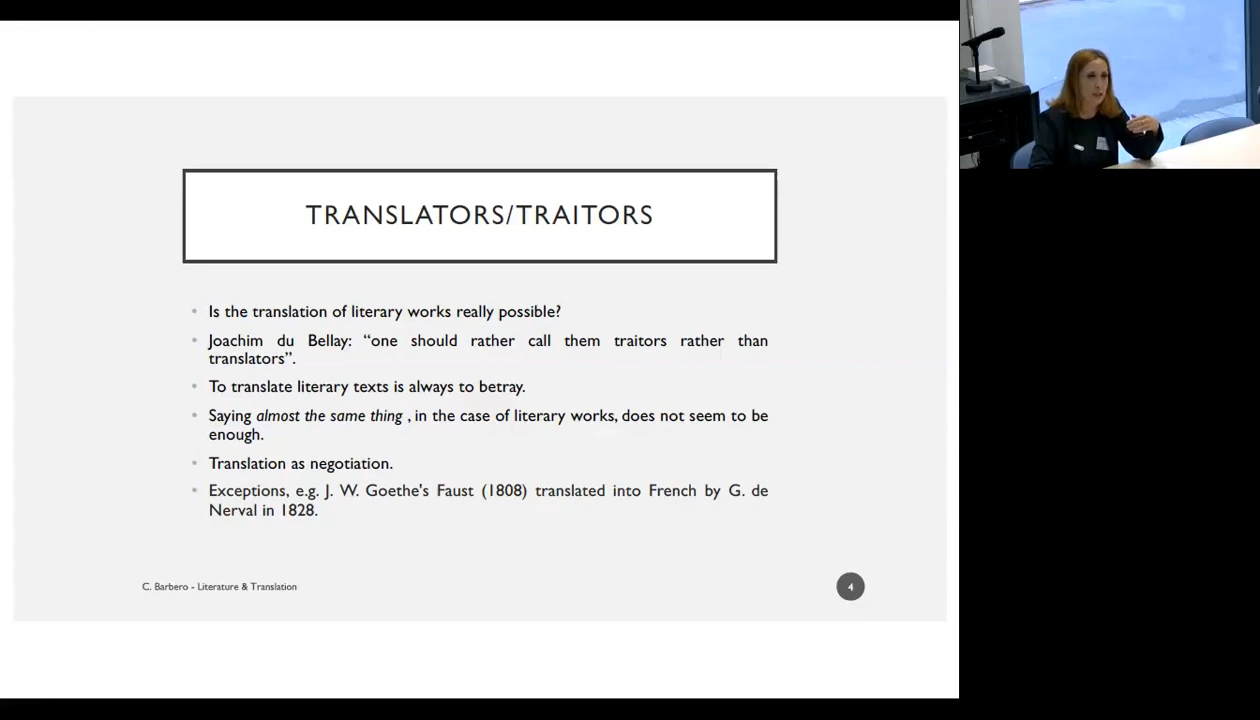 TRANSLATORS/TRAITORS
• Is the translation of literary works really possible?
• Joachim du Bellay: “one should rather call them traitors rather than
translators”.
• To translate literary texts is always to betray.
• Saying almost the same thing , in the case of literary works, does not seem to be
enough.
• Translation as negotiation.
• Exceptions, e.g. J. W. Goethe's Faust (1808) translated into French by G. de
Nerval in 1828.
C. Barbero - Literature & Translation
4